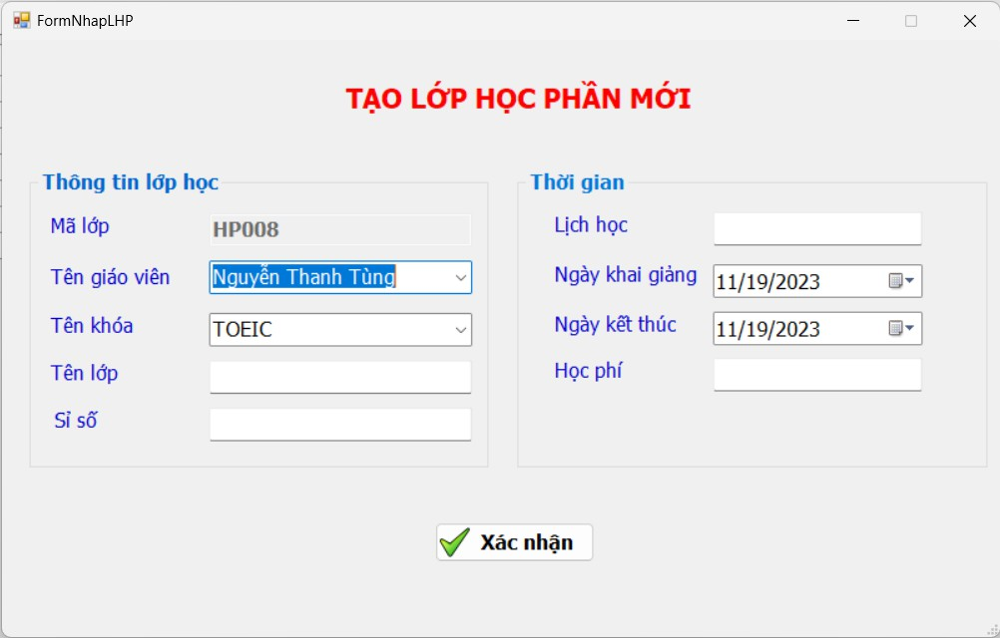 FormNhapLHP
TẠO LỚP HỌC PHẦN MỚI
Thông tin lớp học
Mã lớp HP008
Tên giáo viên Nguyễn Thanh Tùng
Tên khóa TOEIC
Tên lớp
Sỉ số
Thời gian
Lịch học
Ngày khai giảng 11/19/2023
Ngày kết thúc 11/19/2023
Học phí
Xác nhận